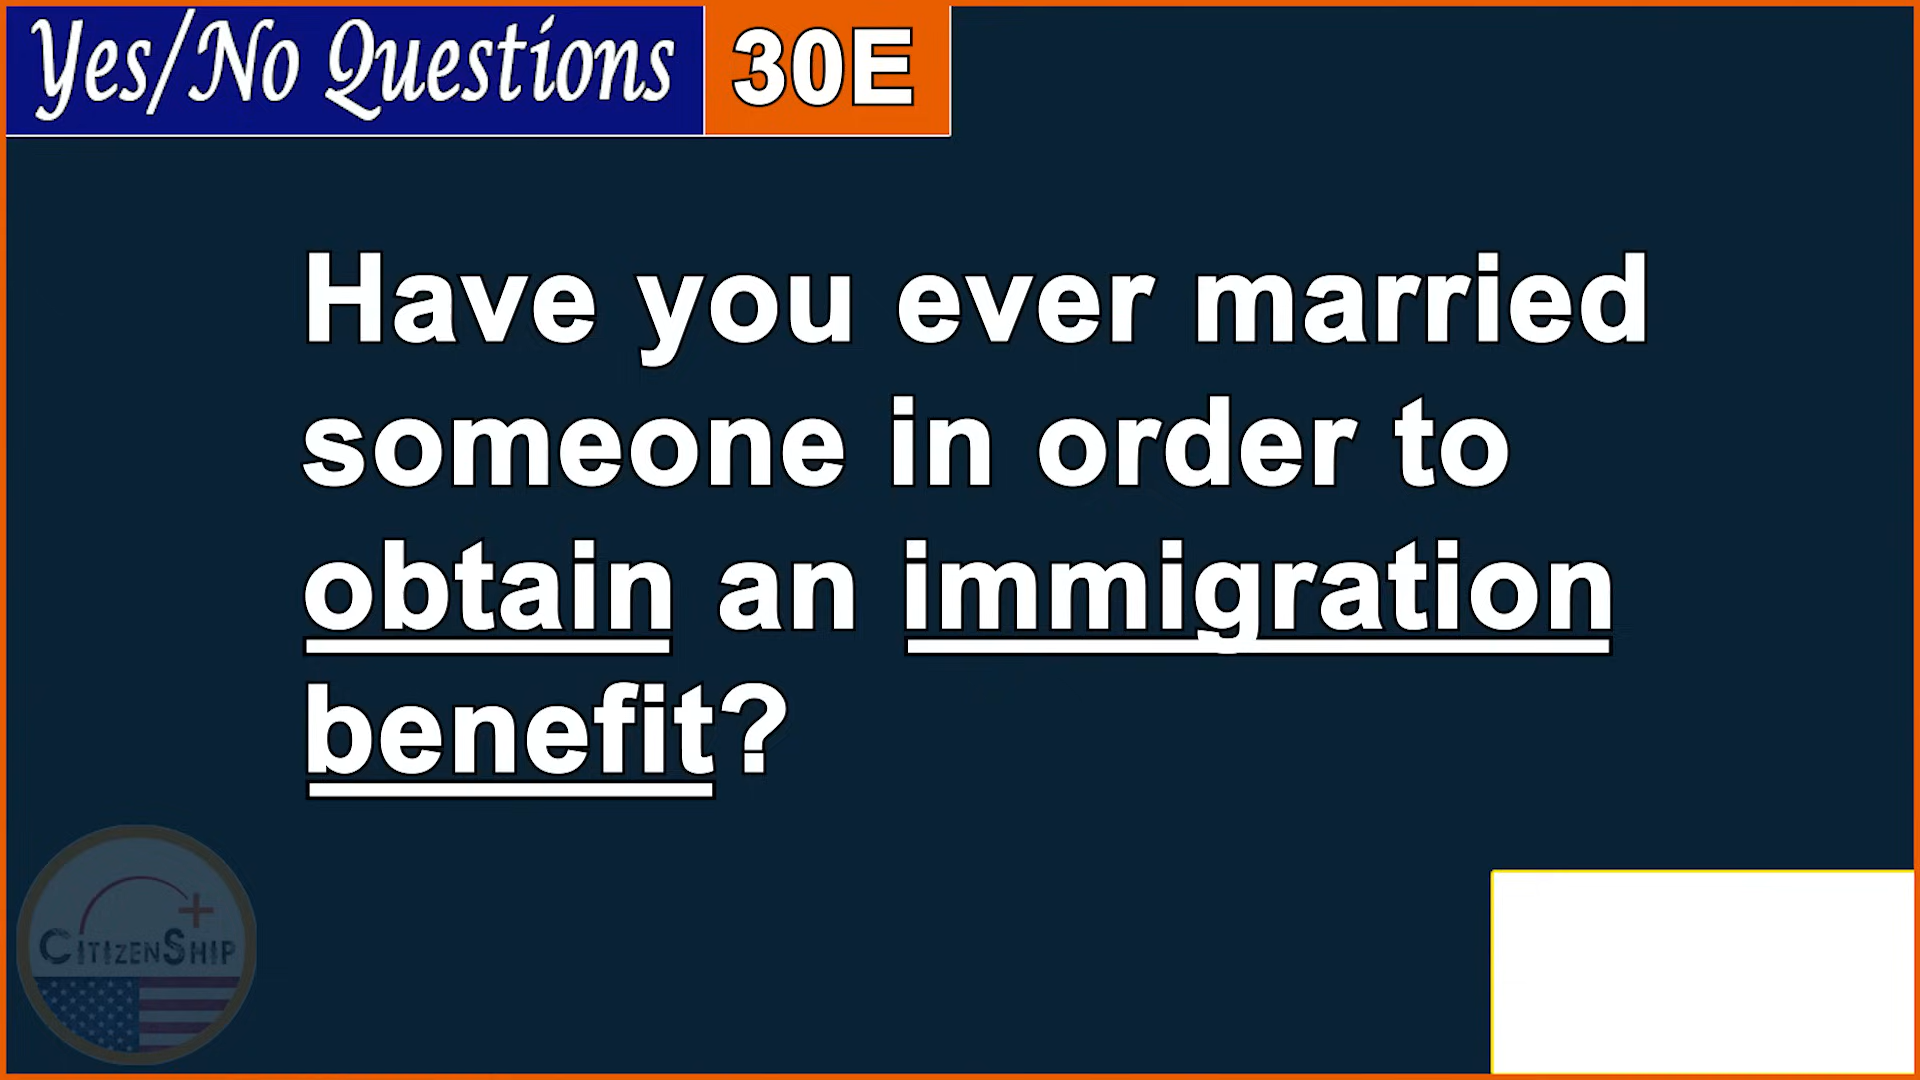 Yes/No Questions 30E
Have you ever married
someone in order to
obtain an immigration
benefit?
CITIZENSHIP